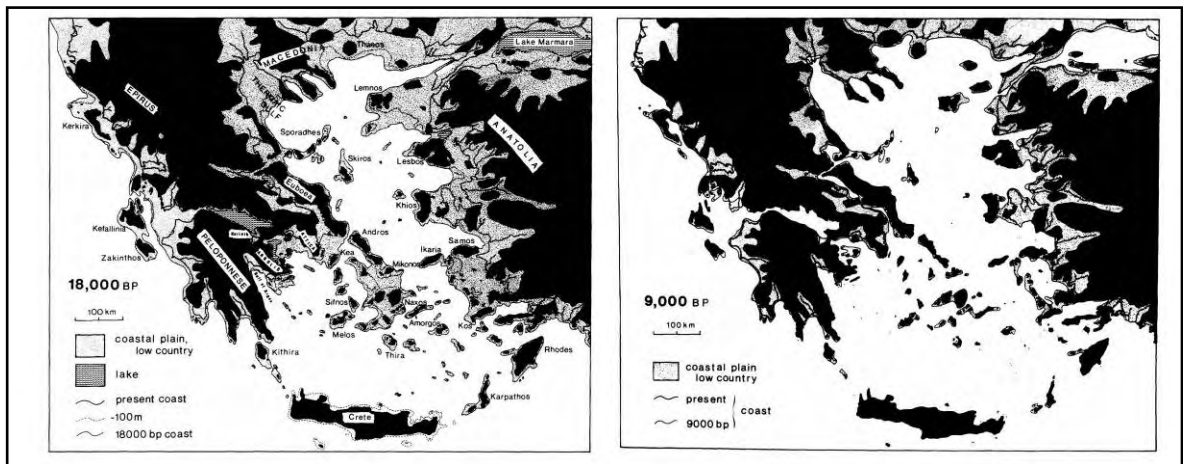 Lake Marmara
MACEDONIA
Thasos
EPIRUS
THERMAIC
GULF
Lemnos
ANATOLIA
Kerkira
Sporadhes
Skiros
Lesbos
Euboea
Khios
Kefallinia
Andros
Samos
Ikaria
Kea
Zakinthos
PELOPONNESE
Mikonos
18,000 BP
Sifnos
Naxos
100 km
Melos
Amorgos
Kos
coastal plain,
low country
Thira
Rhodes
Kithira
lake
present coast
Karpathos
-100m
Crete
18000 bp coast
9,000 BP
100 km
coastal plain
low country
present
coast
9000 bp